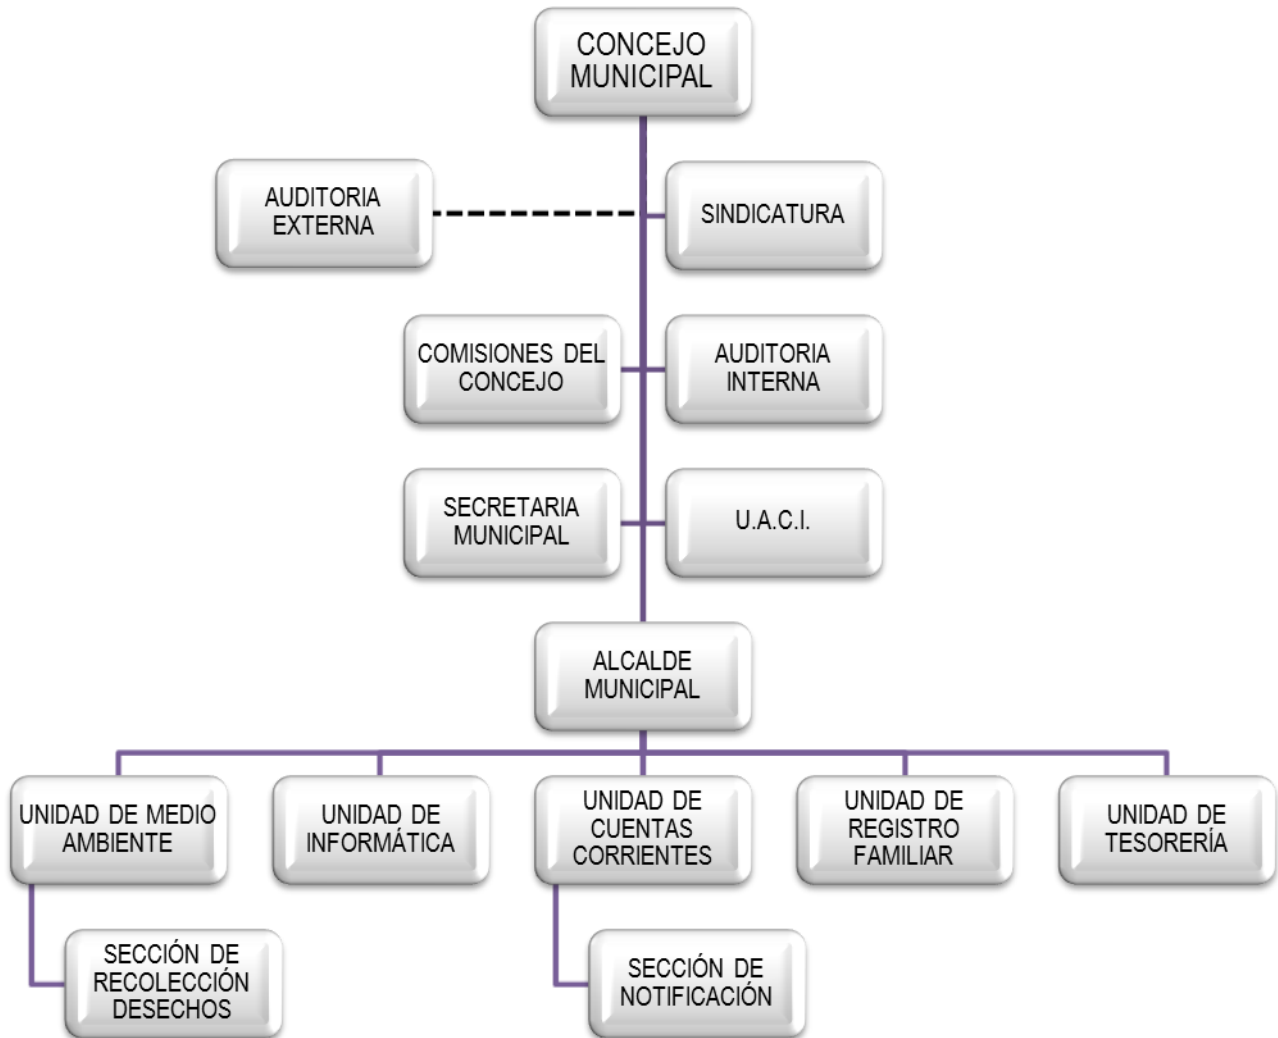 CONCEJO
MUNICIPAL
AUDITORIA
EXTERNA
SINDICATURA
COMISIONES DEL
CONCEJO
AUDITORIA
INTERNA
SECRETARIA
MUNICIPAL
U.A.C.I.
ALCALDE
MUNICIPAL
UNIDAD DE MEDIO
AMBIENTE
UNIDAD DE
INFORMÁTICA
UNIDAD DE
CUENTAS
CORRIENTES
UNIDAD DE
REGISTRO
FAMILIAR
UNIDAD DE
TESORERÍA
SECCIÓN DE
RECOLECCIÓN
DESECHOS
SECCIÓN DE
NOTIFICACIÓN